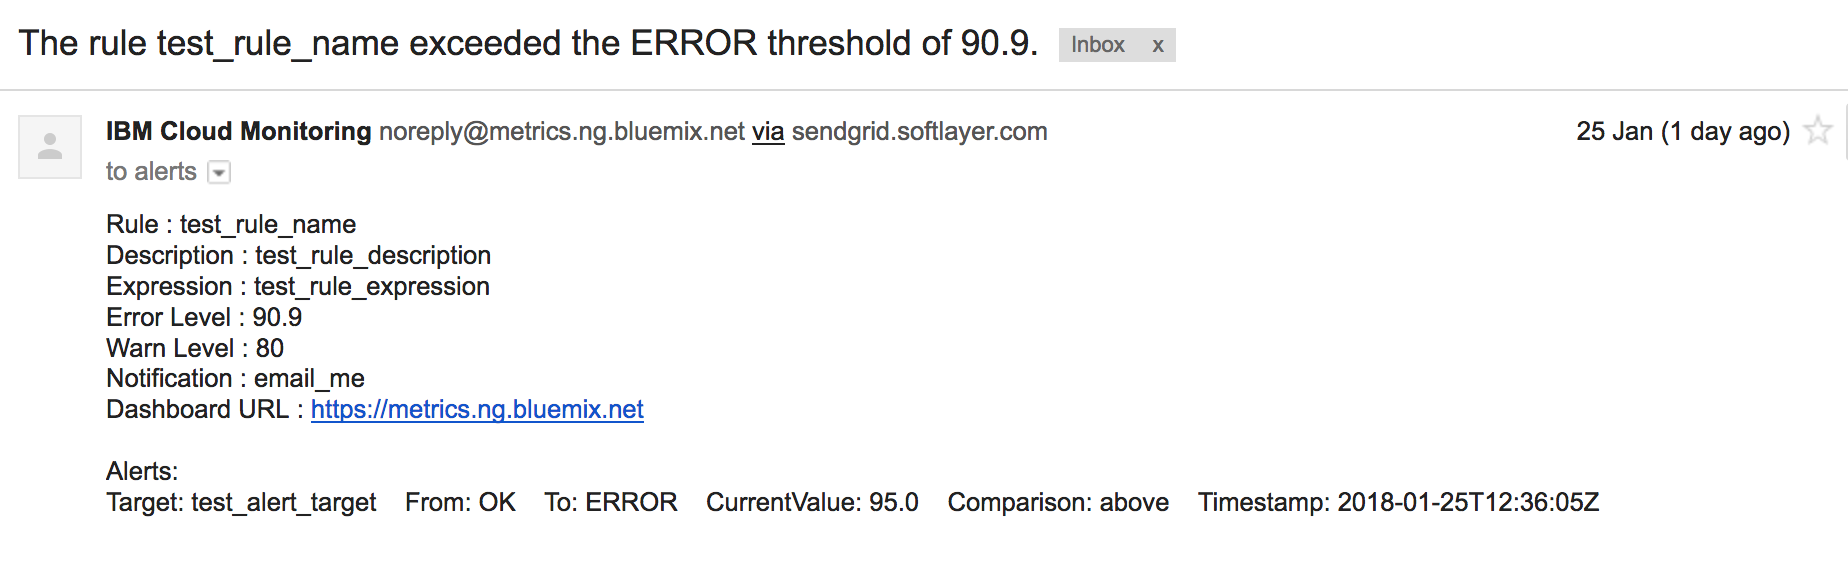 The rule test_rule_name exceeded the ERROR threshold of 90.9. Inbox x
IBM Cloud Monitoring noreply@metrics.ng.bluemix.net via sendgrid.softlayer.com 25 Jan (1 day ago)
to alerts
Rule : test_rule_name
Description : test_rule_description
Expression : test_rule_expression
Error Level : 90.9
Warn Level : 80
Notification : email_me
Dashboard URL : https://metrics.ng.bluemix.net
Alerts:
Target: test_alert_target From: OK To: ERROR CurrentValue: 95.0 Comparison: above Timestamp: 2018-01-25T12:36:05Z